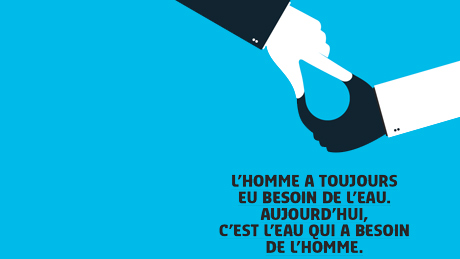 L'HOMME A TOUJOURS
EU BESOIN DE L'EAU.
AUJOURD'HUI,
C'EST L'EAU QUI A BESOIN
DE L'HOMME.